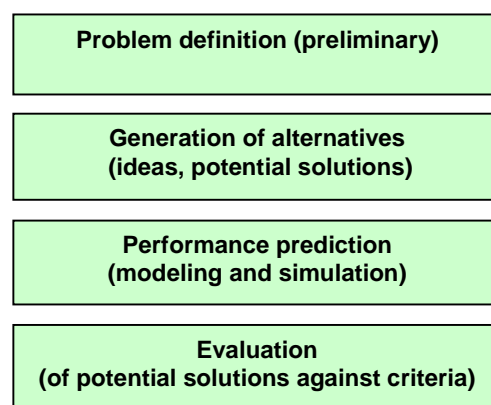 Problem definition (preliminary)
Generation of alternatives
(ideas, potential solutions)
Performance prediction
(modeling and simulation)
Evaluation
(of potential solutions against criteria)